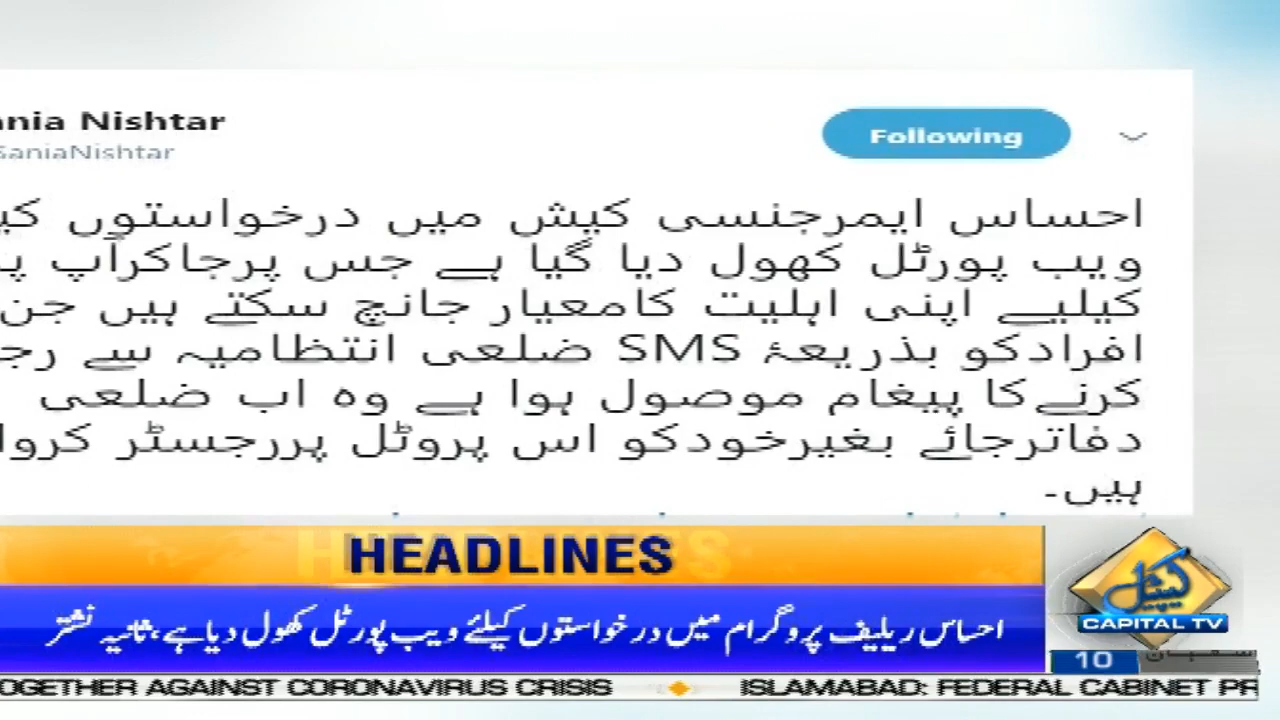 ania Nishtar
SaniaNishtar
Following
احساس ایمرجنسی کیش میں درخواستوں کی
ویب پورٹل کھول دیا گیا ہے جس پرجاکرآپ
کیلیے اپنی اہلیت کامعیار جانچ سکتے ہیں جن
افرادکو بذریعۂ SMS ضلعی انتظامیہ سے رج
کرنےکا پیغام موصول ہوا ہے وہ اب ضلعی
دفاترجائے بغیرخودکو اس پروٹل پررجسٹر کروا
ہیں۔
HEADLINES
احساس ریلیف پروگرام میں درخواستوں کیلئے ویب پورٹل کھول دیا ہے، ثانیہ نشتر
کیپیٹل
CAPITAL TV
10 شعبان
OGETHER AGAINST CORONAVIRUS CRISIS ISLAMABAD: FEDERAL CABINET PR